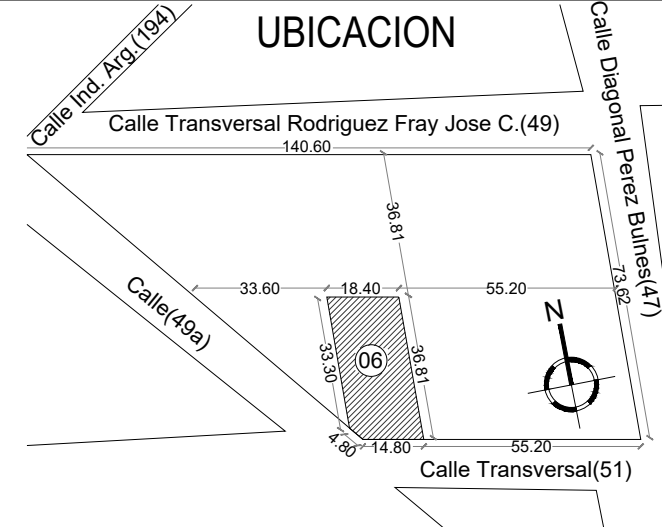 UBICACION
Calle Ind. Arg.(194)
Calle Diagonal Perez Bulnes(47)
Calle Transversal Rodriguez Fray Jose C.(49)
140.60
36.81
73.62
33.60
18.40
55.20
Calle(49a)
33.30
06
36.81
N
4.80
14.80
55.20
Calle Transversal(51)